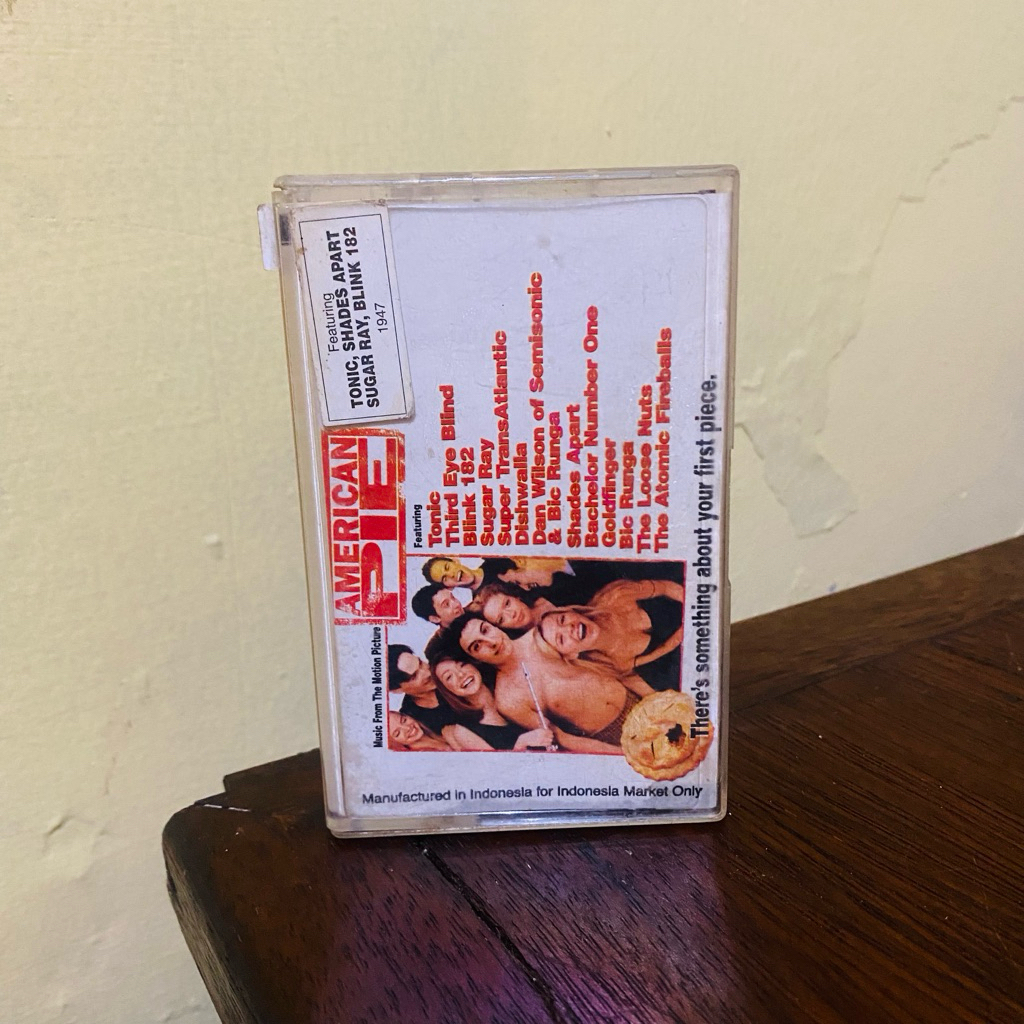 Featuring
TONIC, SHADES APART
SUGAR RAY, BLINK 182
1947
Music From The Motion Picture
AMERICAN
PIE
Featuring
Tonic
Third Eye Blind
Blink 182
Sugar Ray
Super TransAtlantic
Dishwalla
Dan Wilson of Semisonic
& Bic Runga
Shades Apart
Bachelor Number One
Goldfinger
Bic Runga
The Loose Nuts
The Atomic Fireballs
There's something about your first piece.
Manufactured in Indonesia for Indonesia Market Only